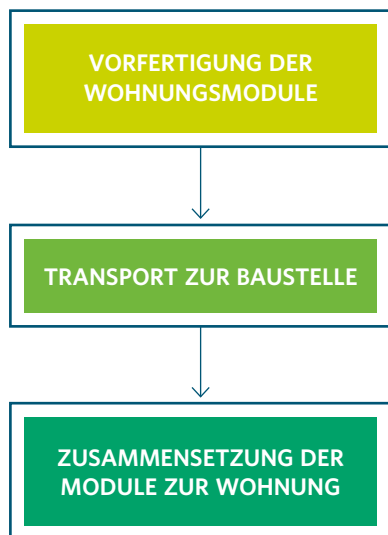 VORFERTIGUNG DER
WOHNUNGSMODULE
TRANSPORT ZUR BAUSTELLE
ZUSAMMENSETZUNG DER
MODULE ZUR WOHNUNG